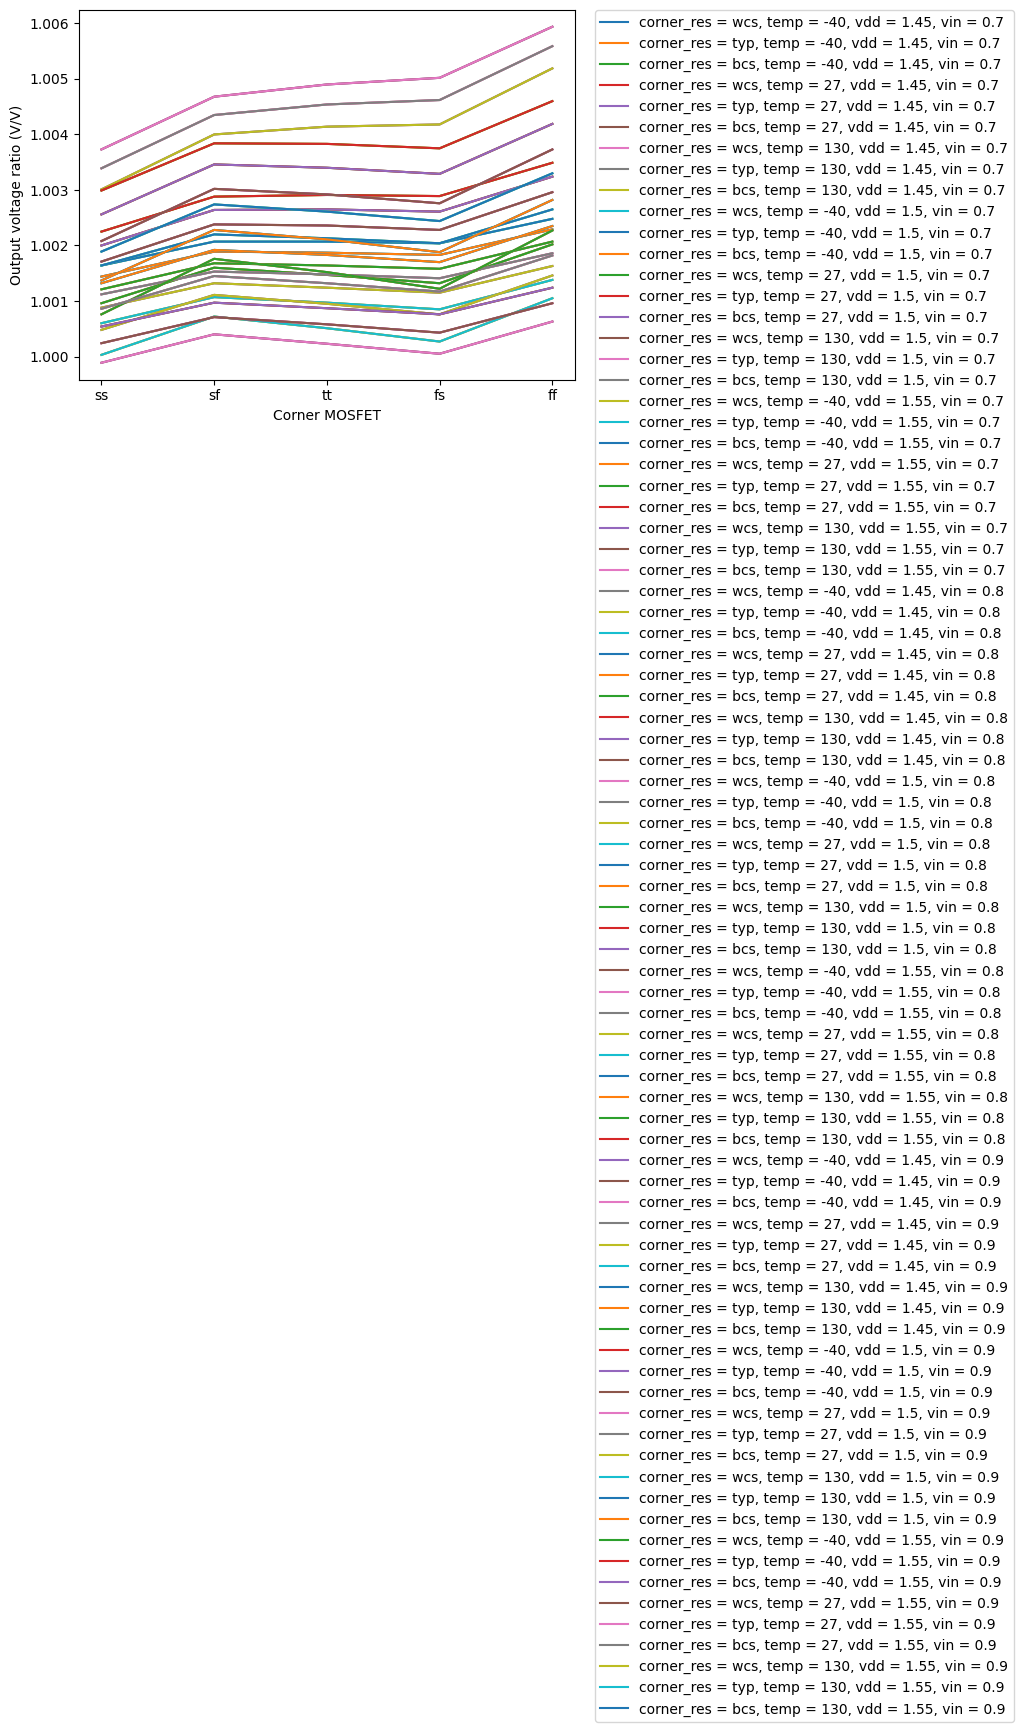 1.006
1.005
1.004
1.003
1.002
1.001
1.000
Output voltage ratio (V/V)
ss sf tt fs ff
Corner MOSFET
corner_res = wcs, temp = -40, vdd = 1.45, vin = 0.7
corner_res = typ, temp = -40, vdd = 1.45, vin = 0.7
corner_res = bcs, temp = -40, vdd = 1.45, vin = 0.7
corner_res = wcs, temp = 27, vdd = 1.45, vin = 0.7
corner_res = typ, temp = 27, vdd = 1.45, vin = 0.7
corner_res = bcs, temp = 27, vdd = 1.45, vin = 0.7
corner_res = wcs, temp = 130, vdd = 1.45, vin = 0.7
corner_res = typ, temp = 130, vdd = 1.45, vin = 0.7
corner_res = bcs, temp = 130, vdd = 1.45, vin = 0.7
corner_res = wcs, temp = -40, vdd = 1.5, vin = 0.7
corner_res = typ, temp = -40, vdd = 1.5, vin = 0.7
corner_res = bcs, temp = -40, vdd = 1.5, vin = 0.7
corner_res = wcs, temp = 27, vdd = 1.5, vin = 0.7
corner_res = typ, temp = 27, vdd = 1.5, vin = 0.7
corner_res = bcs, temp = 27, vdd = 1.5, vin = 0.7
corner_res = wcs, temp = 130, vdd = 1.5, vin = 0.7
corner_res = typ, temp = 130, vdd = 1.5, vin = 0.7
corner_res = bcs, temp = 130, vdd = 1.5, vin = 0.7
corner_res = wcs, temp = -40, vdd = 1.55, vin = 0.7
corner_res = typ, temp = -40, vdd = 1.55, vin = 0.7
corner_res = bcs, temp = -40, vdd = 1.55, vin = 0.7
corner_res = wcs, temp = 27, vdd = 1.55, vin = 0.7
corner_res = typ, temp = 27, vdd = 1.55, vin = 0.7
corner_res = bcs, temp = 27, vdd = 1.55, vin = 0.7
corner_res = wcs, temp = 130, vdd = 1.55, vin = 0.7
corner_res = typ, temp = 130, vdd = 1.55, vin = 0.7
corner_res = bcs, temp = 130, vdd = 1.55, vin = 0.7
corner_res = wcs, temp = -40, vdd = 1.45, vin = 0.8
corner_res = typ, temp = -40, vdd = 1.45, vin = 0.8
corner_res = bcs, temp = -40, vdd = 1.45, vin = 0.8
corner_res = wcs, temp = 27, vdd = 1.45, vin = 0.8
corner_res = typ, temp = 27, vdd = 1.45, vin = 0.8
corner_res = bcs, temp = 27, vdd = 1.45, vin = 0.8
corner_res = wcs, temp = 130, vdd = 1.45, vin = 0.8
corner_res = typ, temp = 130, vdd = 1.45, vin = 0.8
corner_res = bcs, temp = 130, vdd = 1.45, vin = 0.8
corner_res = wcs, temp = -40, vdd = 1.5, vin = 0.8
corner_res = typ, temp = -40, vdd = 1.5, vin = 0.8
corner_res = bcs, temp = -40, vdd = 1.5, vin = 0.8
corner_res = wcs, temp = 27, vdd = 1.5, vin = 0.8
corner_res = typ, temp = 27, vdd = 1.5, vin = 0.8
corner_res = bcs, temp = 27, vdd = 1.5, vin = 0.8
corner_res = wcs, temp = 130, vdd = 1.5, vin = 0.8
corner_res = typ, temp = 130, vdd = 1.5, vin = 0.8
corner_res = bcs, temp = 130, vdd = 1.5, vin = 0.8
corner_res = wcs, temp = -40, vdd = 1.55, vin = 0.8
corner_res = typ, temp = -40, vdd = 1.55, vin = 0.8
corner_res = bcs, temp = -40, vdd = 1.55, vin = 0.8
corner_res = wcs, temp = 27, vdd = 1.55, vin = 0.8
corner_res = typ, temp = 27, vdd = 1.55, vin = 0.8
corner_res = bcs, temp = 27, vdd = 1.55, vin = 0.8
corner_res = wcs, temp = 130, vdd = 1.55, vin = 0.8
corner_res = typ, temp = 130, vdd = 1.55, vin = 0.8
corner_res = bcs, temp = 130, vdd = 1.55, vin = 0.8
corner_res = wcs, temp = -40, vdd = 1.45, vin = 0.9
corner_res = typ, temp = -40, vdd = 1.45, vin = 0.9
corner_res = bcs, temp = -40, vdd = 1.45, vin = 0.9
corner_res = wcs, temp = 27, vdd = 1.45, vin = 0.9
corner_res = typ, temp = 27, vdd = 1.45, vin = 0.9
corner_res = bcs, temp = 27, vdd = 1.45, vin = 0.9
corner_res = wcs, temp = 130, vdd = 1.45, vin = 0.9
corner_res = typ, temp = 130, vdd = 1.45, vin = 0.9
corner_res = bcs, temp = 130, vdd = 1.45, vin = 0.9
corner_res = wcs, temp = -40, vdd = 1.5, vin = 0.9
corner_res = typ, temp = -40, vdd = 1.5, vin = 0.9
corner_res = bcs, temp = -40, vdd = 1.5, vin = 0.9
corner_res = wcs, temp = 27, vdd = 1.5, vin = 0.9
corner_res = typ, temp = 27, vdd = 1.5, vin = 0.9
corner_res = bcs, temp = 27, vdd = 1.5, vin = 0.9
corner_res = wcs, temp = 130, vdd = 1.5, vin = 0.9
corner_res = typ, temp = 130, vdd = 1.5, vin = 0.9
corner_res = bcs, temp = 130, vdd = 1.5, vin = 0.9
corner_res = wcs, temp = -40, vdd = 1.55, vin = 0.9
corner_res = typ, temp = -40, vdd = 1.55, vin = 0.9
corner_res = bcs, temp = -40, vdd = 1.55, vin = 0.9
corner_res = wcs, temp = 27, vdd = 1.55, vin = 0.9
corner_res = typ, temp = 27, vdd = 1.55, vin = 0.9
corner_res = bcs, temp = 27, vdd = 1.55, vin = 0.9
corner_res = wcs, temp = 130, vdd = 1.55, vin = 0.9
corner_res = typ, temp = 130, vdd = 1.55, vin = 0.9
corner_res = bcs, temp = 130, vdd = 1.55, vin = 0.9